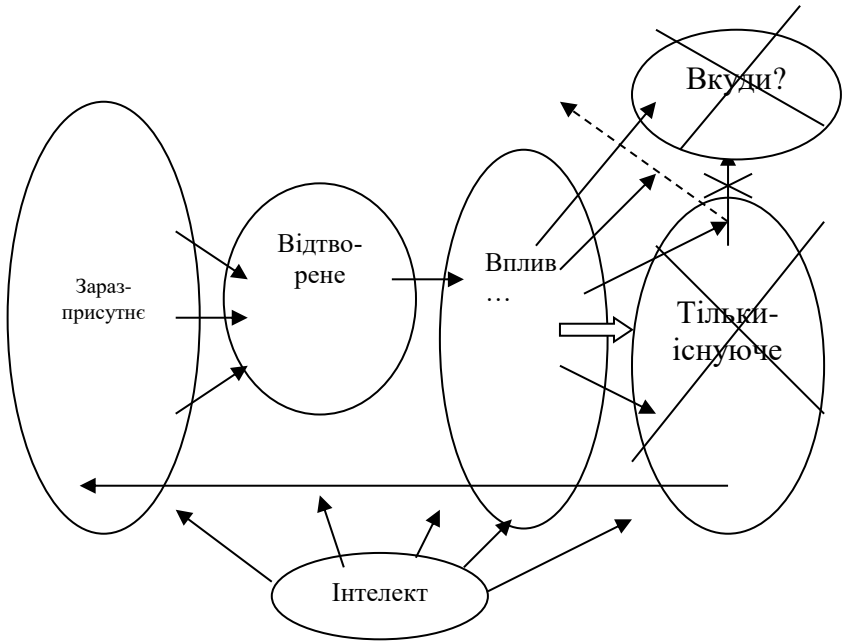 Вкуди?
Зараз-
присутнє
Відтво-
рене
Вплив
…
Тільки-
існуюче
Інтелект